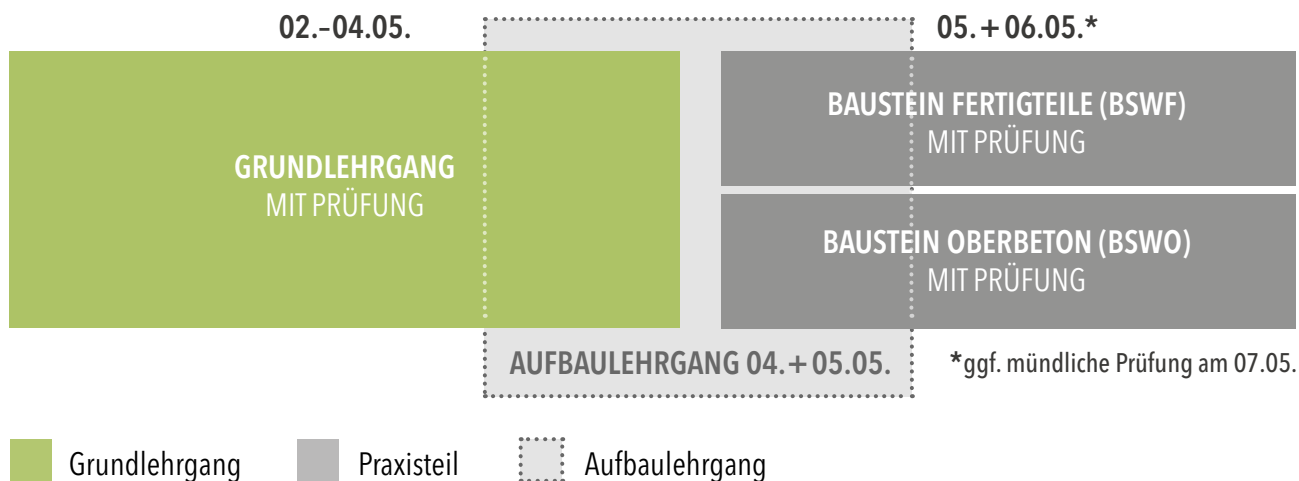 02.–04.05.
05.+06.05.*
GRUNDLEHRGANG
MIT PRÜFUNG
BAUSTEIN FERTIGTEILE (BSWF)
MIT PRÜFUNG
BAUSTEIN OBERBETON (BSWO)
MIT PRÜFUNG
AUFBAULEHRGANG 04.+05.05.
*ggf. mündliche Prüfung am 07.05.
Grundlehrgang
Praxisteil
Aufbaulehrgang